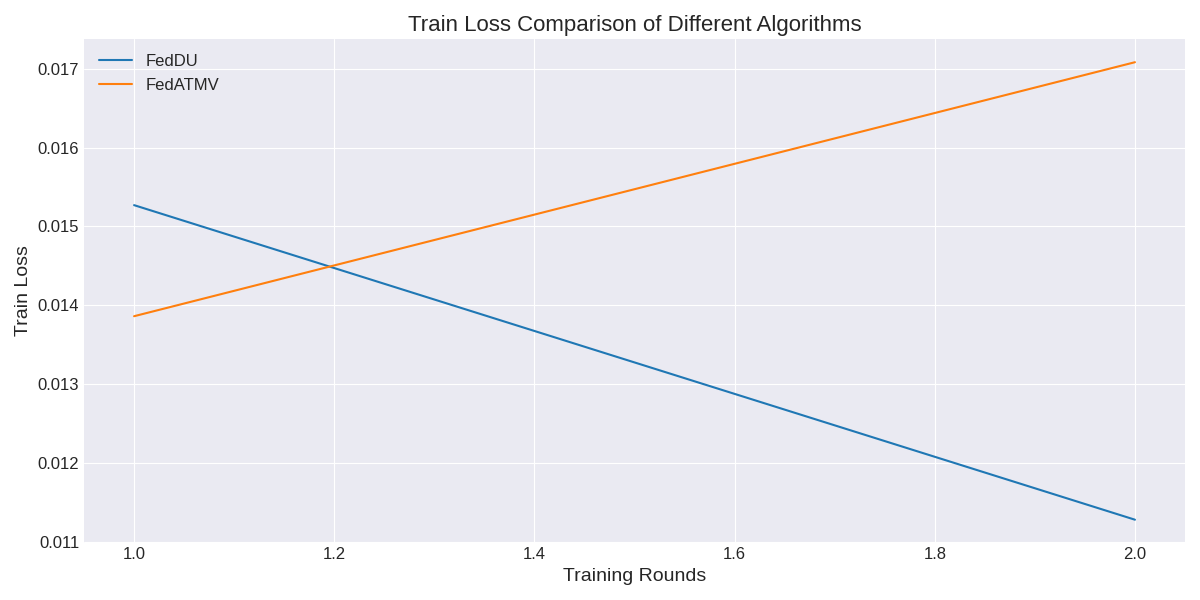 Train Loss Comparison of Different Algorithms
FedDU
FedATMV
0.017
0.016
0.015
0.014
0.013
0.012
0.011
Train Loss
1.0 1.2 1.4 1.6 1.8 2.0
Training Rounds